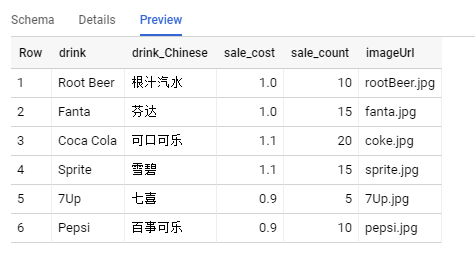 Schema Details Preview
Row drink drink_Chinese sale_cost sale_count imageUrl
1 Root Beer 根汁汽水 1.0 10 rootBeer.jpg
2 Fanta 芬达 1.0 15 fanta.jpg
3 Coca Cola 可口可乐 1.1 20 coke.jpg
4 Sprite 雪碧 1.1 15 sprite.jpg
5 7Up 七喜 0.9 5 7Up.jpg
6 Pepsi 百事可乐 0.9 10 pepsi.jpg